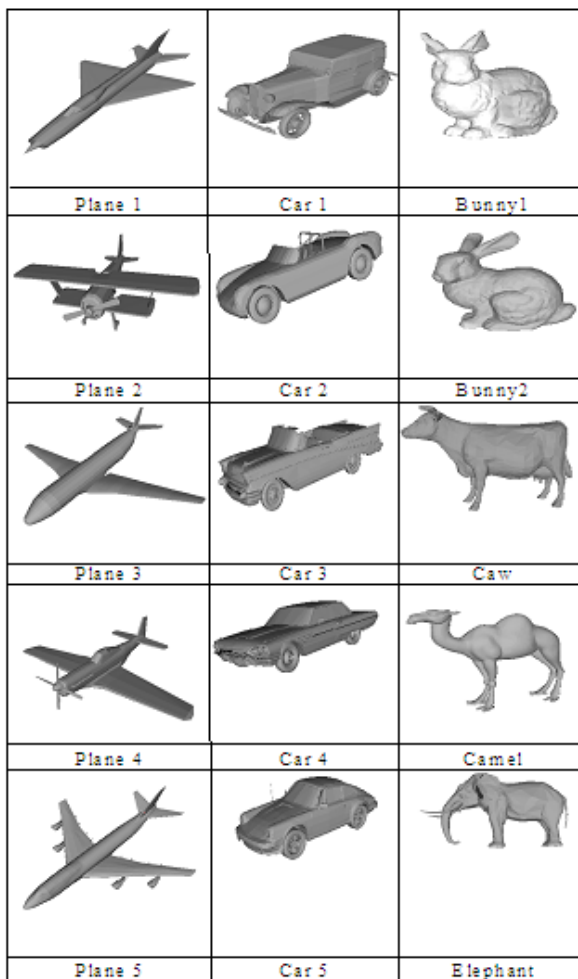 Plane 1 Car 1 Bunny1
Plane 2 Car 2 Bunny2
Plane 3 Car 3 Caw
Plane 4 Car 4 Camel
Plane 5 Car 5 Elephant